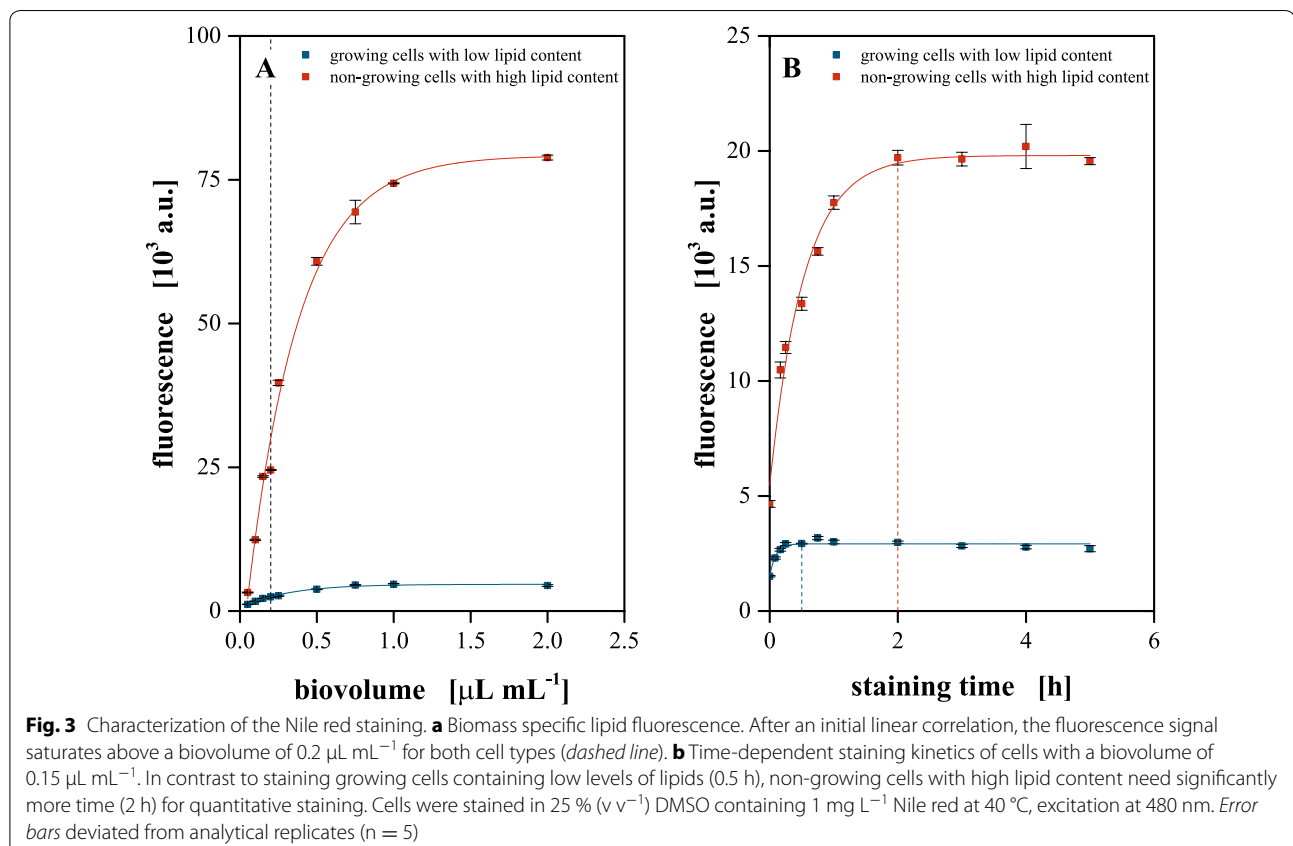 100
75
50
25
0
fluorescence [10³ a.u.]
A
growing cells with low lipid content
non-growing cells with high lipid content
0.0 0.5 1.0 1.5 2.0 2.5
biovolume [µL mL⁻¹]
25
20
15
10
5
0
fluorescence [10³ a.u.]
B
growing cells with low lipid content
non-growing cells with high lipid content
0 2 4 6
staining time [h]
Fig. 3 Characterization of the Nile red staining. a Biomass specific lipid fluorescence. After an initial linear correlation, the fluorescence signal
saturates above a biovolume of 0.2 µL mL⁻¹ for both cell types (dashed line). b Time-dependent staining kinetics of cells with a biovolume of
0.15 µL mL⁻¹. In contrast to staining growing cells containing low levels of lipids (0.5 h), non-growing cells with high lipid content need significantly
more time (2 h) for quantitative staining. Cells were stained in 25 % (v v⁻¹) DMSO containing 1 mg L⁻¹ Nile red at 40 °C, excitation at 480 nm. Error
bars deviated from analytical replicates (n = 5)